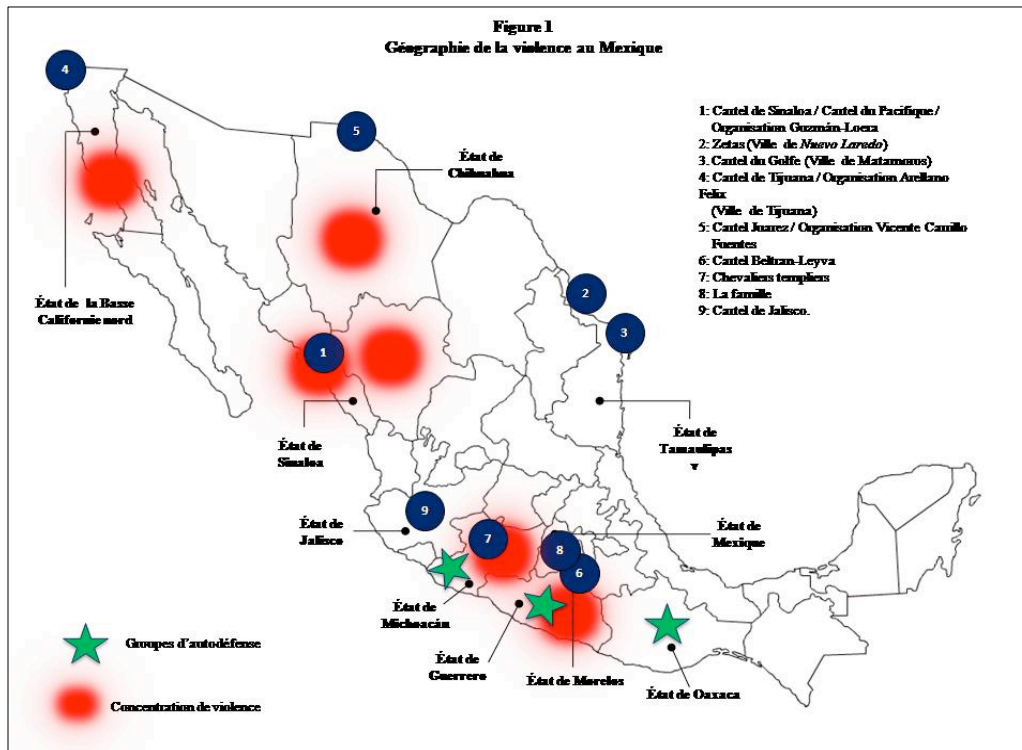 Figure 1
Géographie de la violence au Mexique
4
5
1: Cartel de Sinaloa / Cartel du Pacifique /
Organisation Guzmán-Loera
2: Zetas (Ville de Nuevo Laredo)
3: Cartel du Golfe (Ville de Matamoros)
4: Cartel de Tijuana / Organisation Arellano
Felix
(Ville de Tijuana)
5: Cartel Juarez / Organisation Vicente Carrillo
Fuentes
6: Cartel Beltran-Leyva
7: Chevaliers templiers
8: La famille
9: Cartel de Jalisco.
État de
Chihuahua
État de la Basse
Californie nord
2
3
1
État de
Sinaloa
État de
Tamaulipas
v
9
État de
Jalisco
7
8
6
État de
Mexique
État de
Michoacán
État de
Guerrero
État de Morelos
État de Oaxaca
Groupes d'autodéfense
Concentration de violence